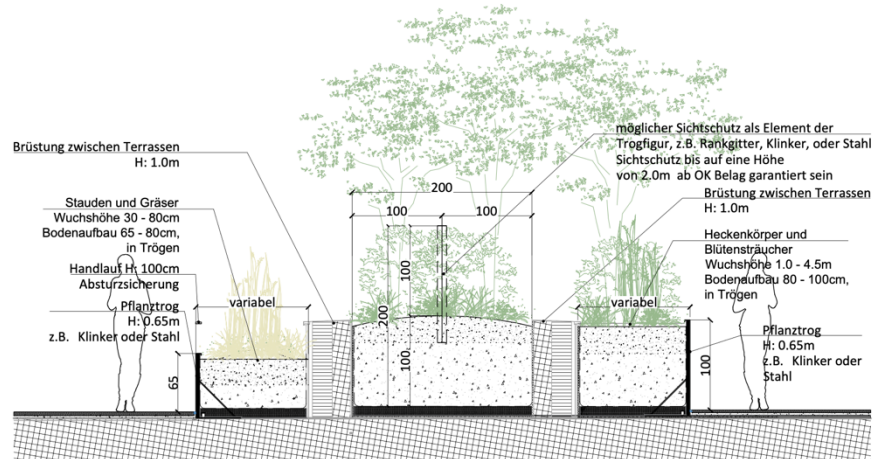 Brüstung zwischen Terrassen
H: 1.0m
Stauden und Gräser
Wuchshöhe 30 - 80cm
Bodenaufbau 65 - 80cm,
in Trögen
Handlauf H: 100cm
Absturzsicherung
Pflanztrog
H: 0.65m
z.B. Klinker oder Stahl
65
variabel
200
100
100
100
200
100
variabel
100
möglicher Sichtschutz als Element der
Trogfigur, z.B. Rankgitter, Klinker, oder Stahl
Sichtschutz bis auf eine Höhe
von 2.0m ab OK Belag garantiert sein
Brüstung zwischen Terrassen
H: 1.0m
Heckenkörper und
Blütensträucher
Wuchshöhe 1.0 - 4.5m
Bodenaufbau 80 - 100cm,
in Trögen
Pflanztrog
H: 0.65m
z.B. Klinker oder
Stahl